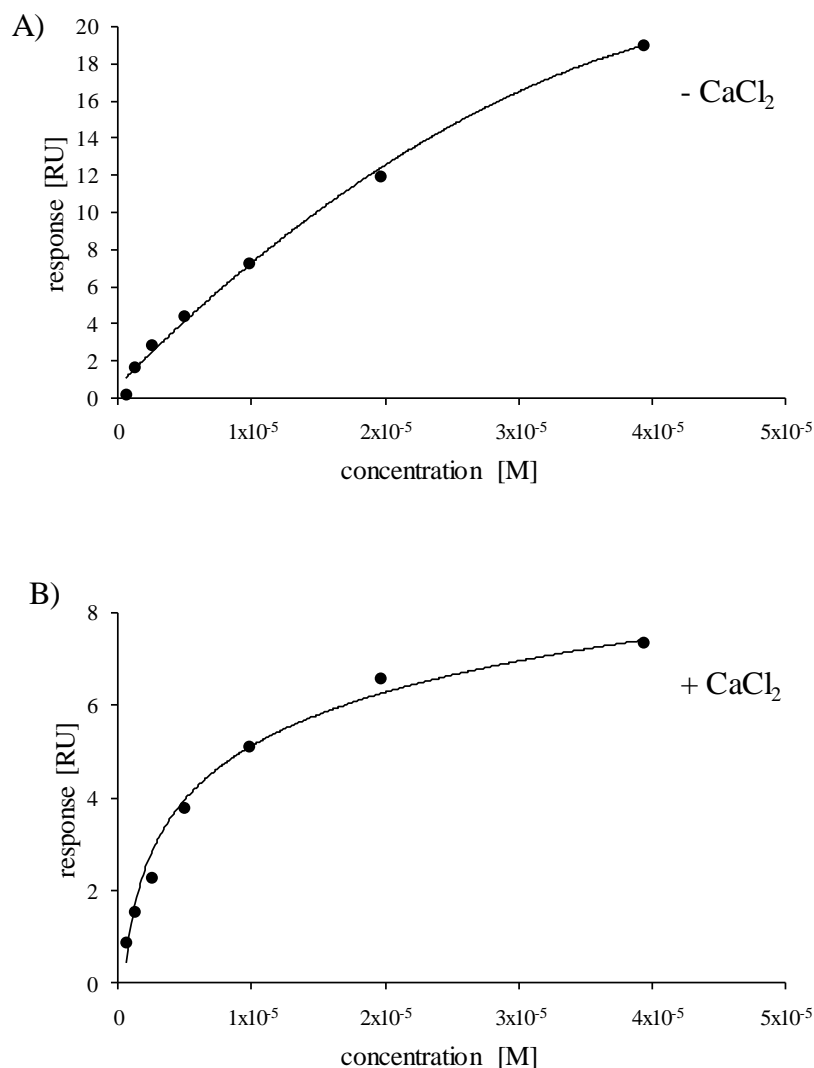 A)
20
18
16
14
12
10
8
6
4
2
0
response [RU]
- CaCl₂
0 1x10⁻⁵ 2x10⁻⁵ 3x10⁻⁵ 4x10⁻⁵ 5x10⁻⁵
concentration [M]
B)
8
6
4
2
0
response [RU]
+ CaCl₂
0 1x10⁻⁵ 2x10⁻⁵ 3x10⁻⁵ 4x10⁻⁵ 5x10⁻⁵
concentration [M]